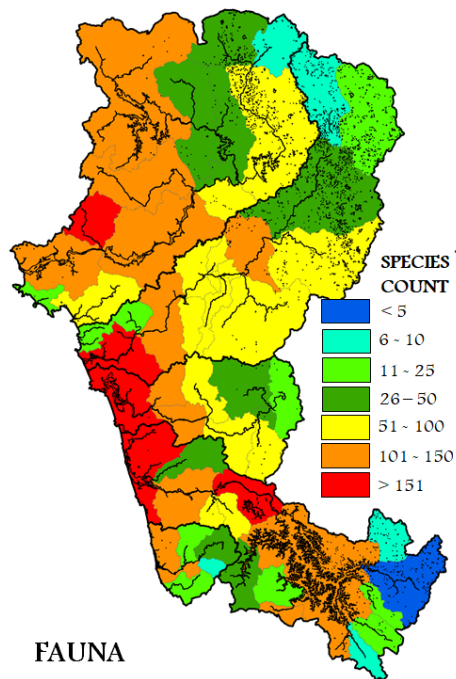 SPECIES
COUNT
< 5
6 - 10
11 - 25
26 – 50
51 - 100
101 - 150
> 151
FAUNA